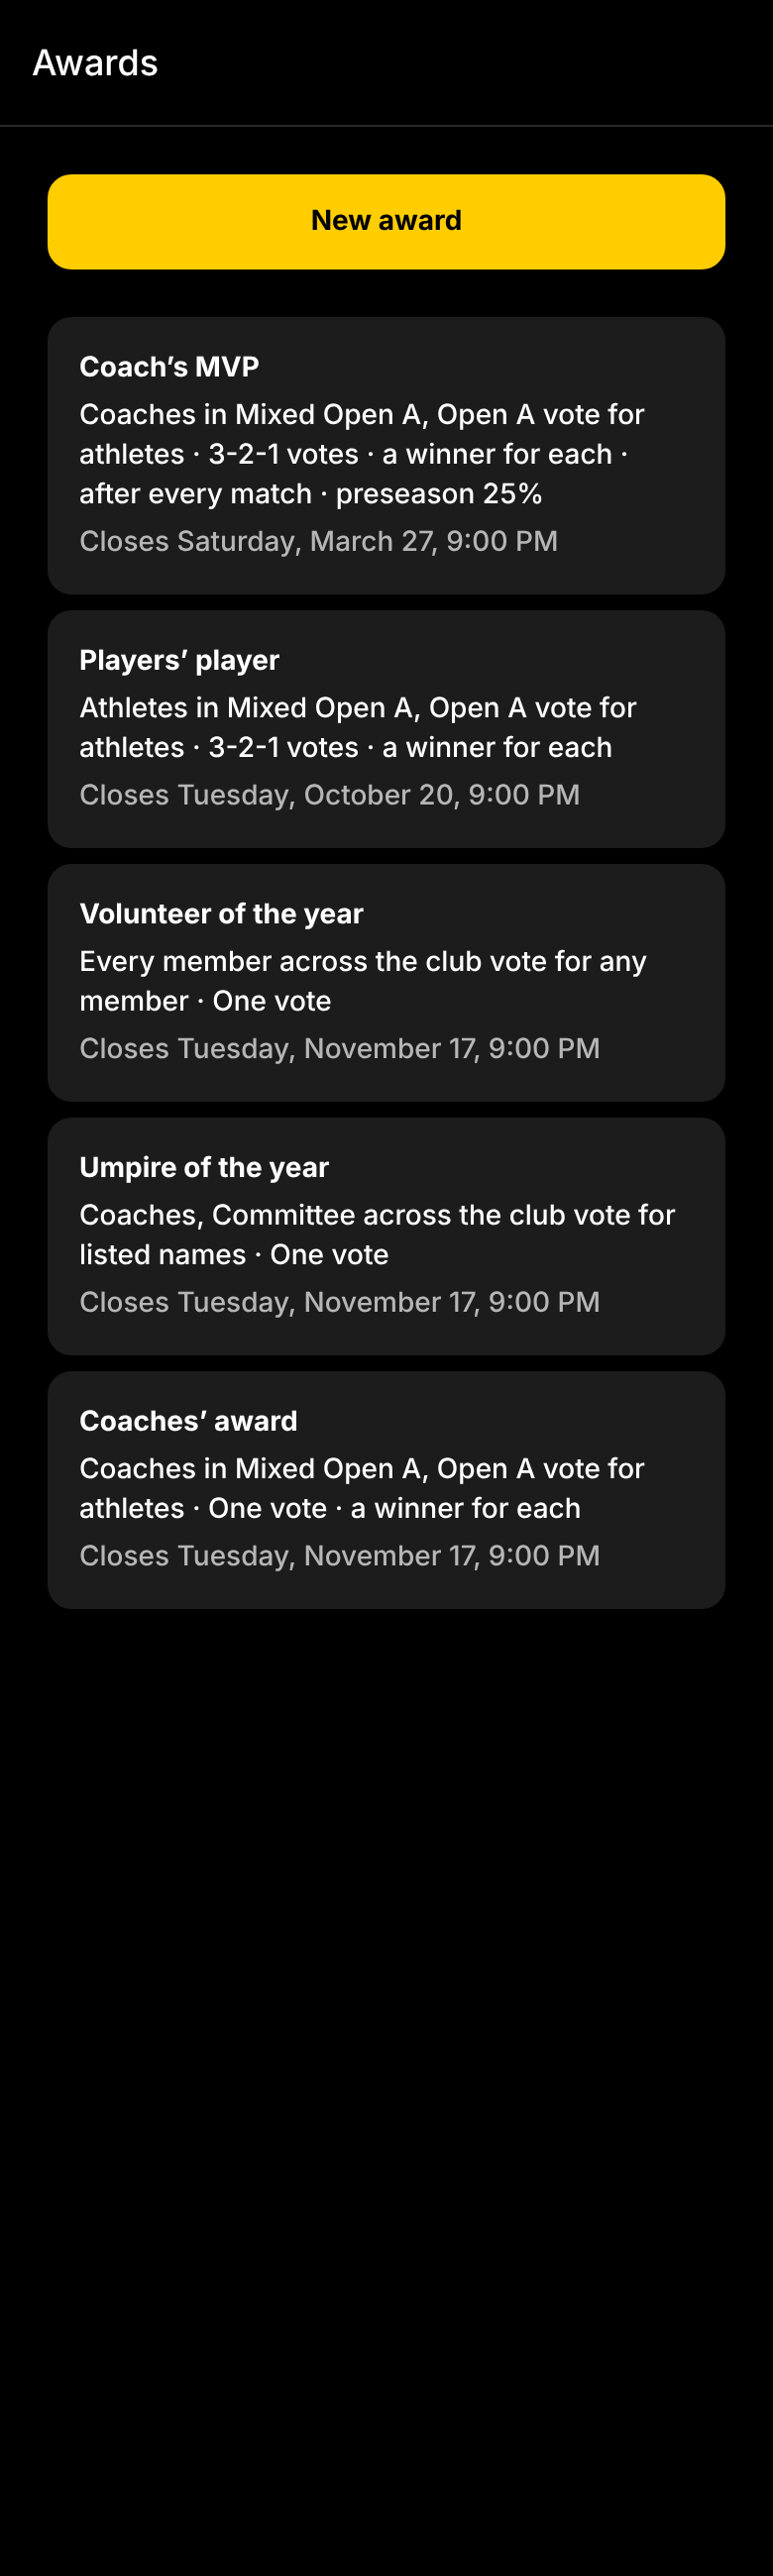 Awards
New award
Coach’s MVP
Coaches in Mixed Open A, Open A vote for
athletes · 3-2-1 votes · a winner for each ·
after every match · preseason 25%
Closes Saturday, March 27, 9:00 PM
Players’ player
Athletes in Mixed Open A, Open A vote for
athletes · 3-2-1 votes · a winner for each
Closes Tuesday, October 20, 9:00 PM
Volunteer of the year
Every member across the club vote for any
member · One vote
Closes Tuesday, November 17, 9:00 PM
Umpire of the year
Coaches, Committee across the club vote for
listed names · One vote
Closes Tuesday, November 17, 9:00 PM
Coaches’ award
Coaches in Mixed Open A, Open A vote for
athletes · One vote · a winner for each
Closes Tuesday, November 17, 9:00 PM